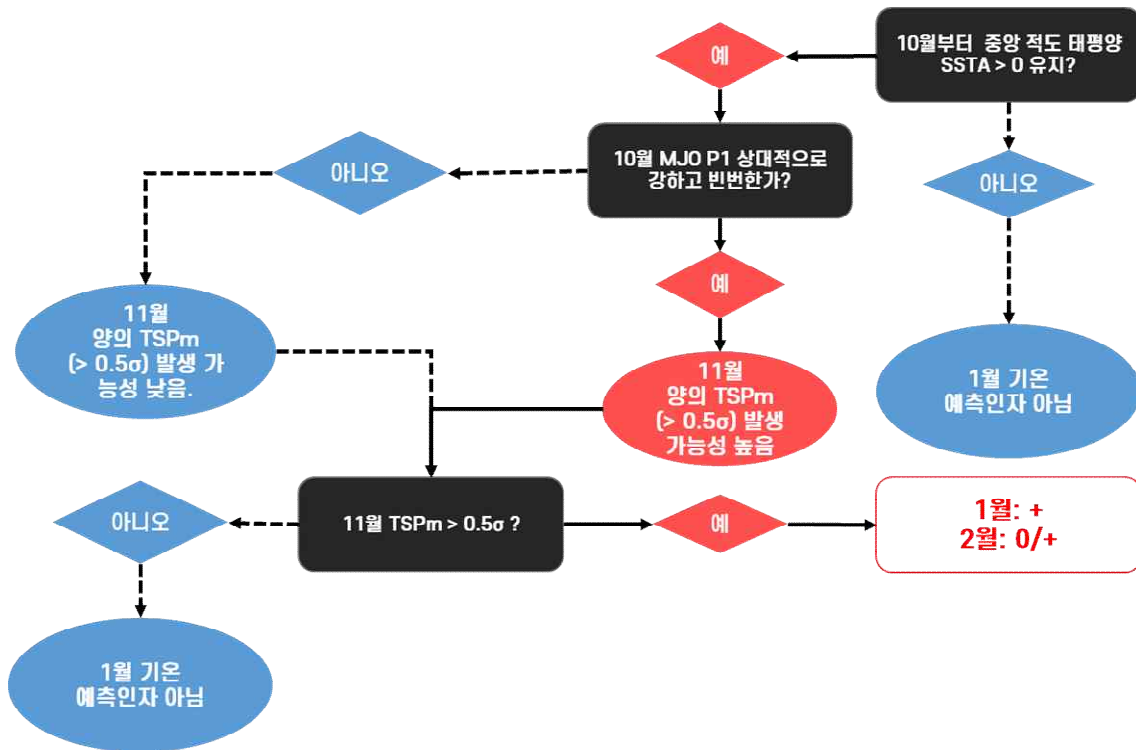 10월부터 중앙 적도 태평양
SSTA > 0 유지?
예
10월 MJO P1 상대적으로
강하고 빈번한가?
아니오
아니오
예
11월
양의 TSPm
(> 0.5σ) 발생 가
능성 낮음.
11월
양의 TSPm
(> 0.5σ) 발생
가능성 높음
1월 기온
예측인자 아님
11월 TSPm > 0.5σ ?
아니오
예
1월: +
2월: 0/+
1월 기온
예측인자 아님